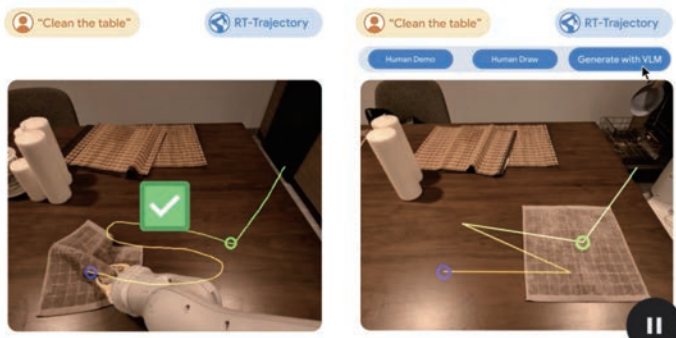 "Clean the table"
RT-Trajectory
"Clean the table"
RT-Trajectory
Human Demo
Human Draw
Generate with VLM